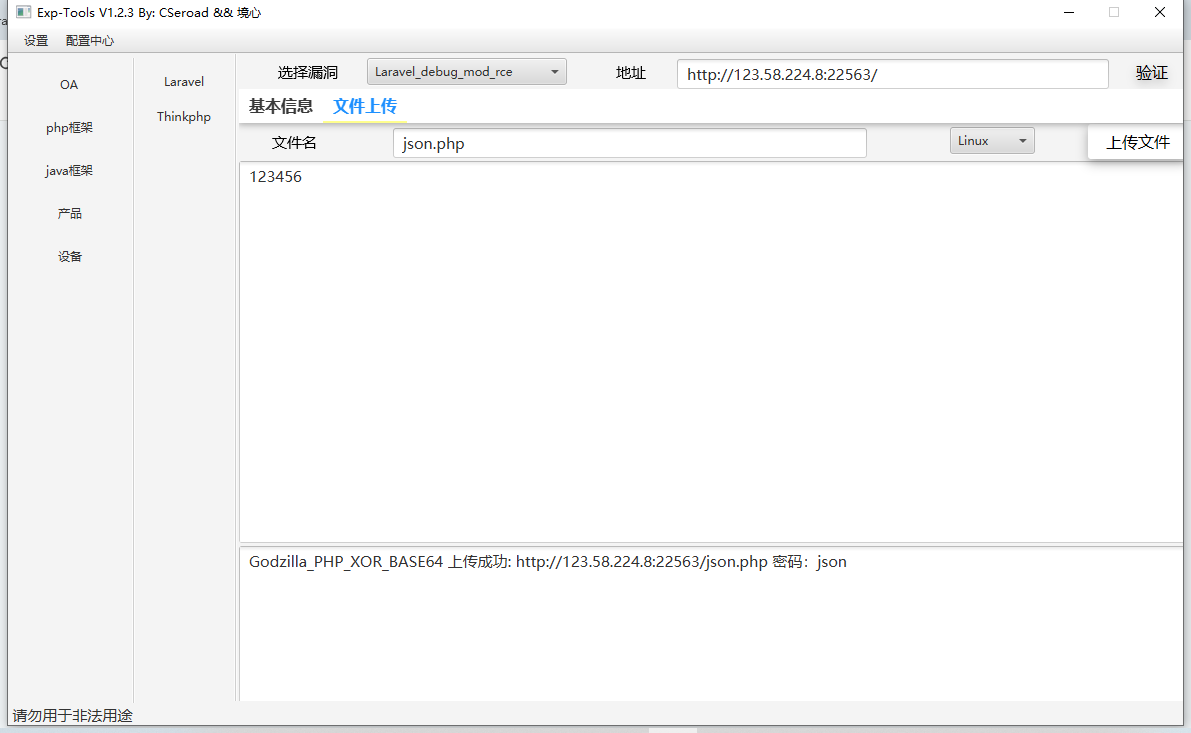 Exp-Tools V1.2.3 By: CSeroad && 境心
设置 配置中心
OA
php框架
java框架
产品
设备
Laravel
Thinkphp
选择漏洞 Laravel_debug_mod_rce 地址 http://123.58.224.8:22563/ 验证
基本信息 文件上传
文件名 json.php Linux 上传文件
123456
Godzilla_PHP_XOR_BASE64 上传成功: http://123.58.224.8:22563/json.php 密码：json
请勿用于非法用途